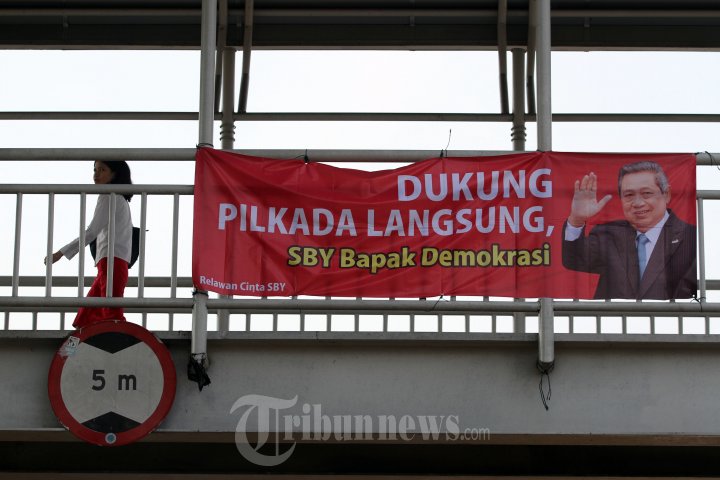 DUKUNG
PILKADA LANGSUNG,
SBY Bapak Demokrasi
Relawan Cinta SBY
5 m
Tribunnews.com